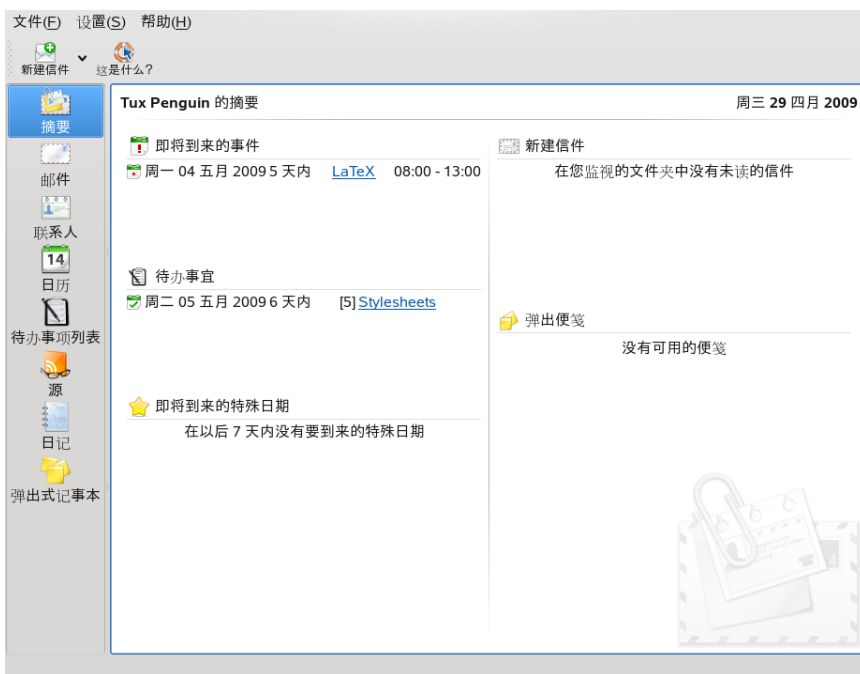 文件(F) 设置(S) 帮助(H)
新建信件 这是什么?
摘要
邮件
联系人
14
日历
待办事项列表
源
日记
弹出式记事本
Tux Penguin 的摘要 周三 29 四月 2009
即将到来的事件
周一 04 五月 2009 5 天内 LaTeX 08:00 - 13:00
待办事宜
周二 05 五月 2009 6 天内 [5] Stylesheets
即将到来的特殊日期
在以后 7 天内没有要到来的特殊日期
新建信件
在您监视的文件夹中没有未读的信件
弹出便笺
没有可用的便笺
4